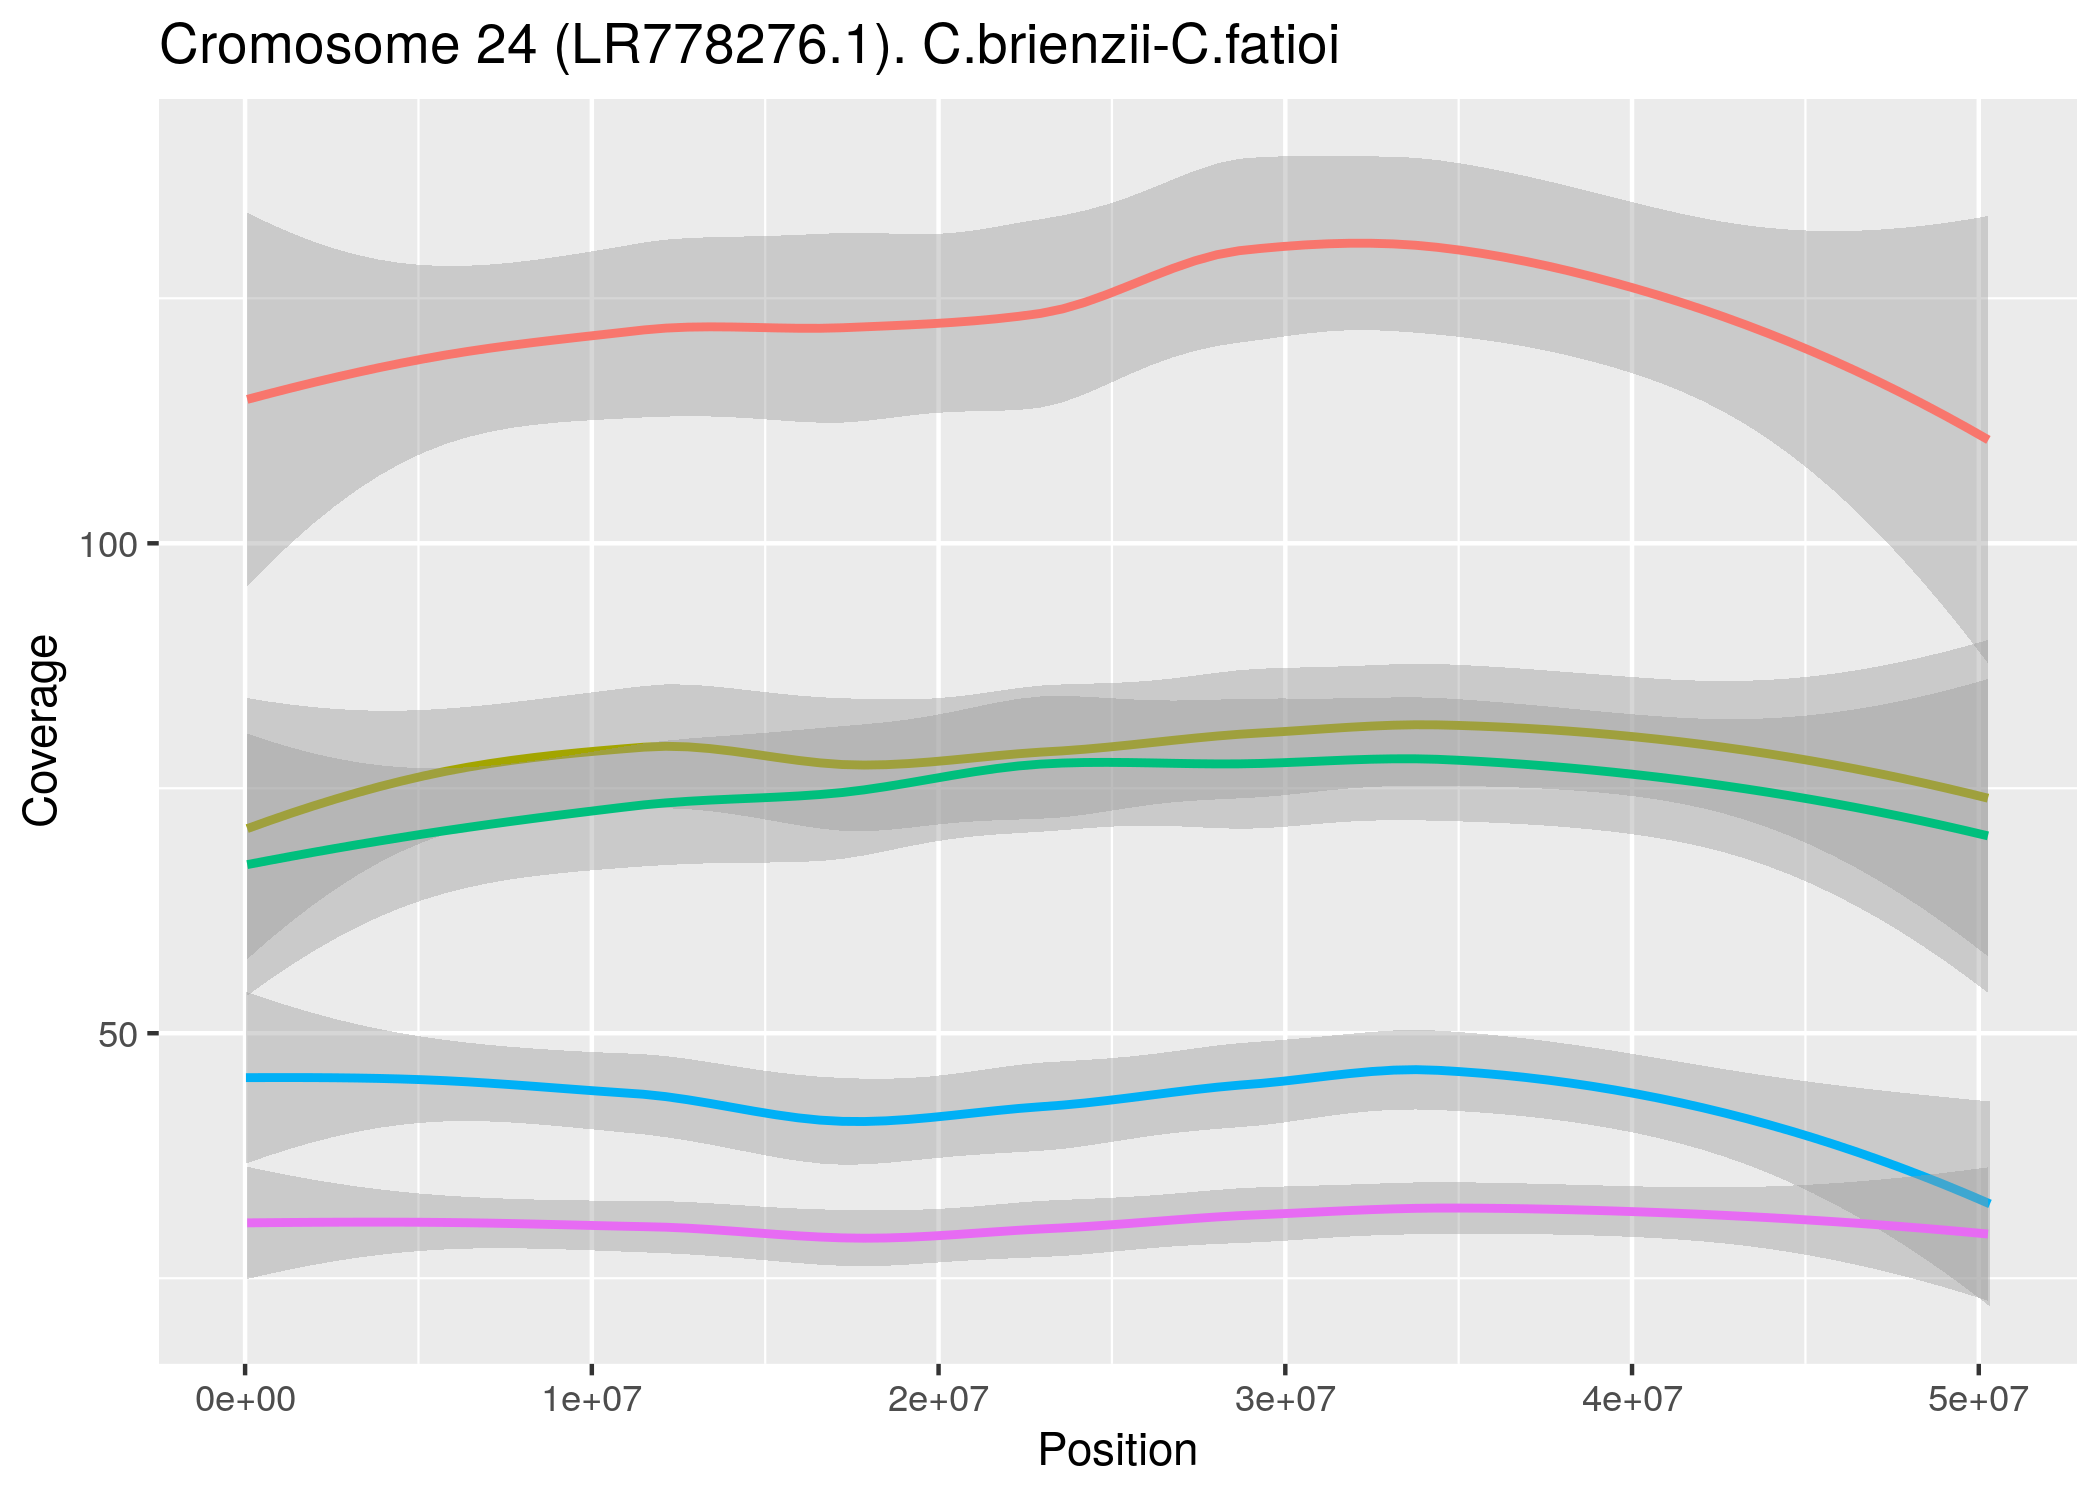 Cromosome 24 (LR778276.1). C.brienzii-C.fatioi
Coverage
100
50
0e+00 1e+07 2e+07 3e+07 4e+07 5e+07
Position